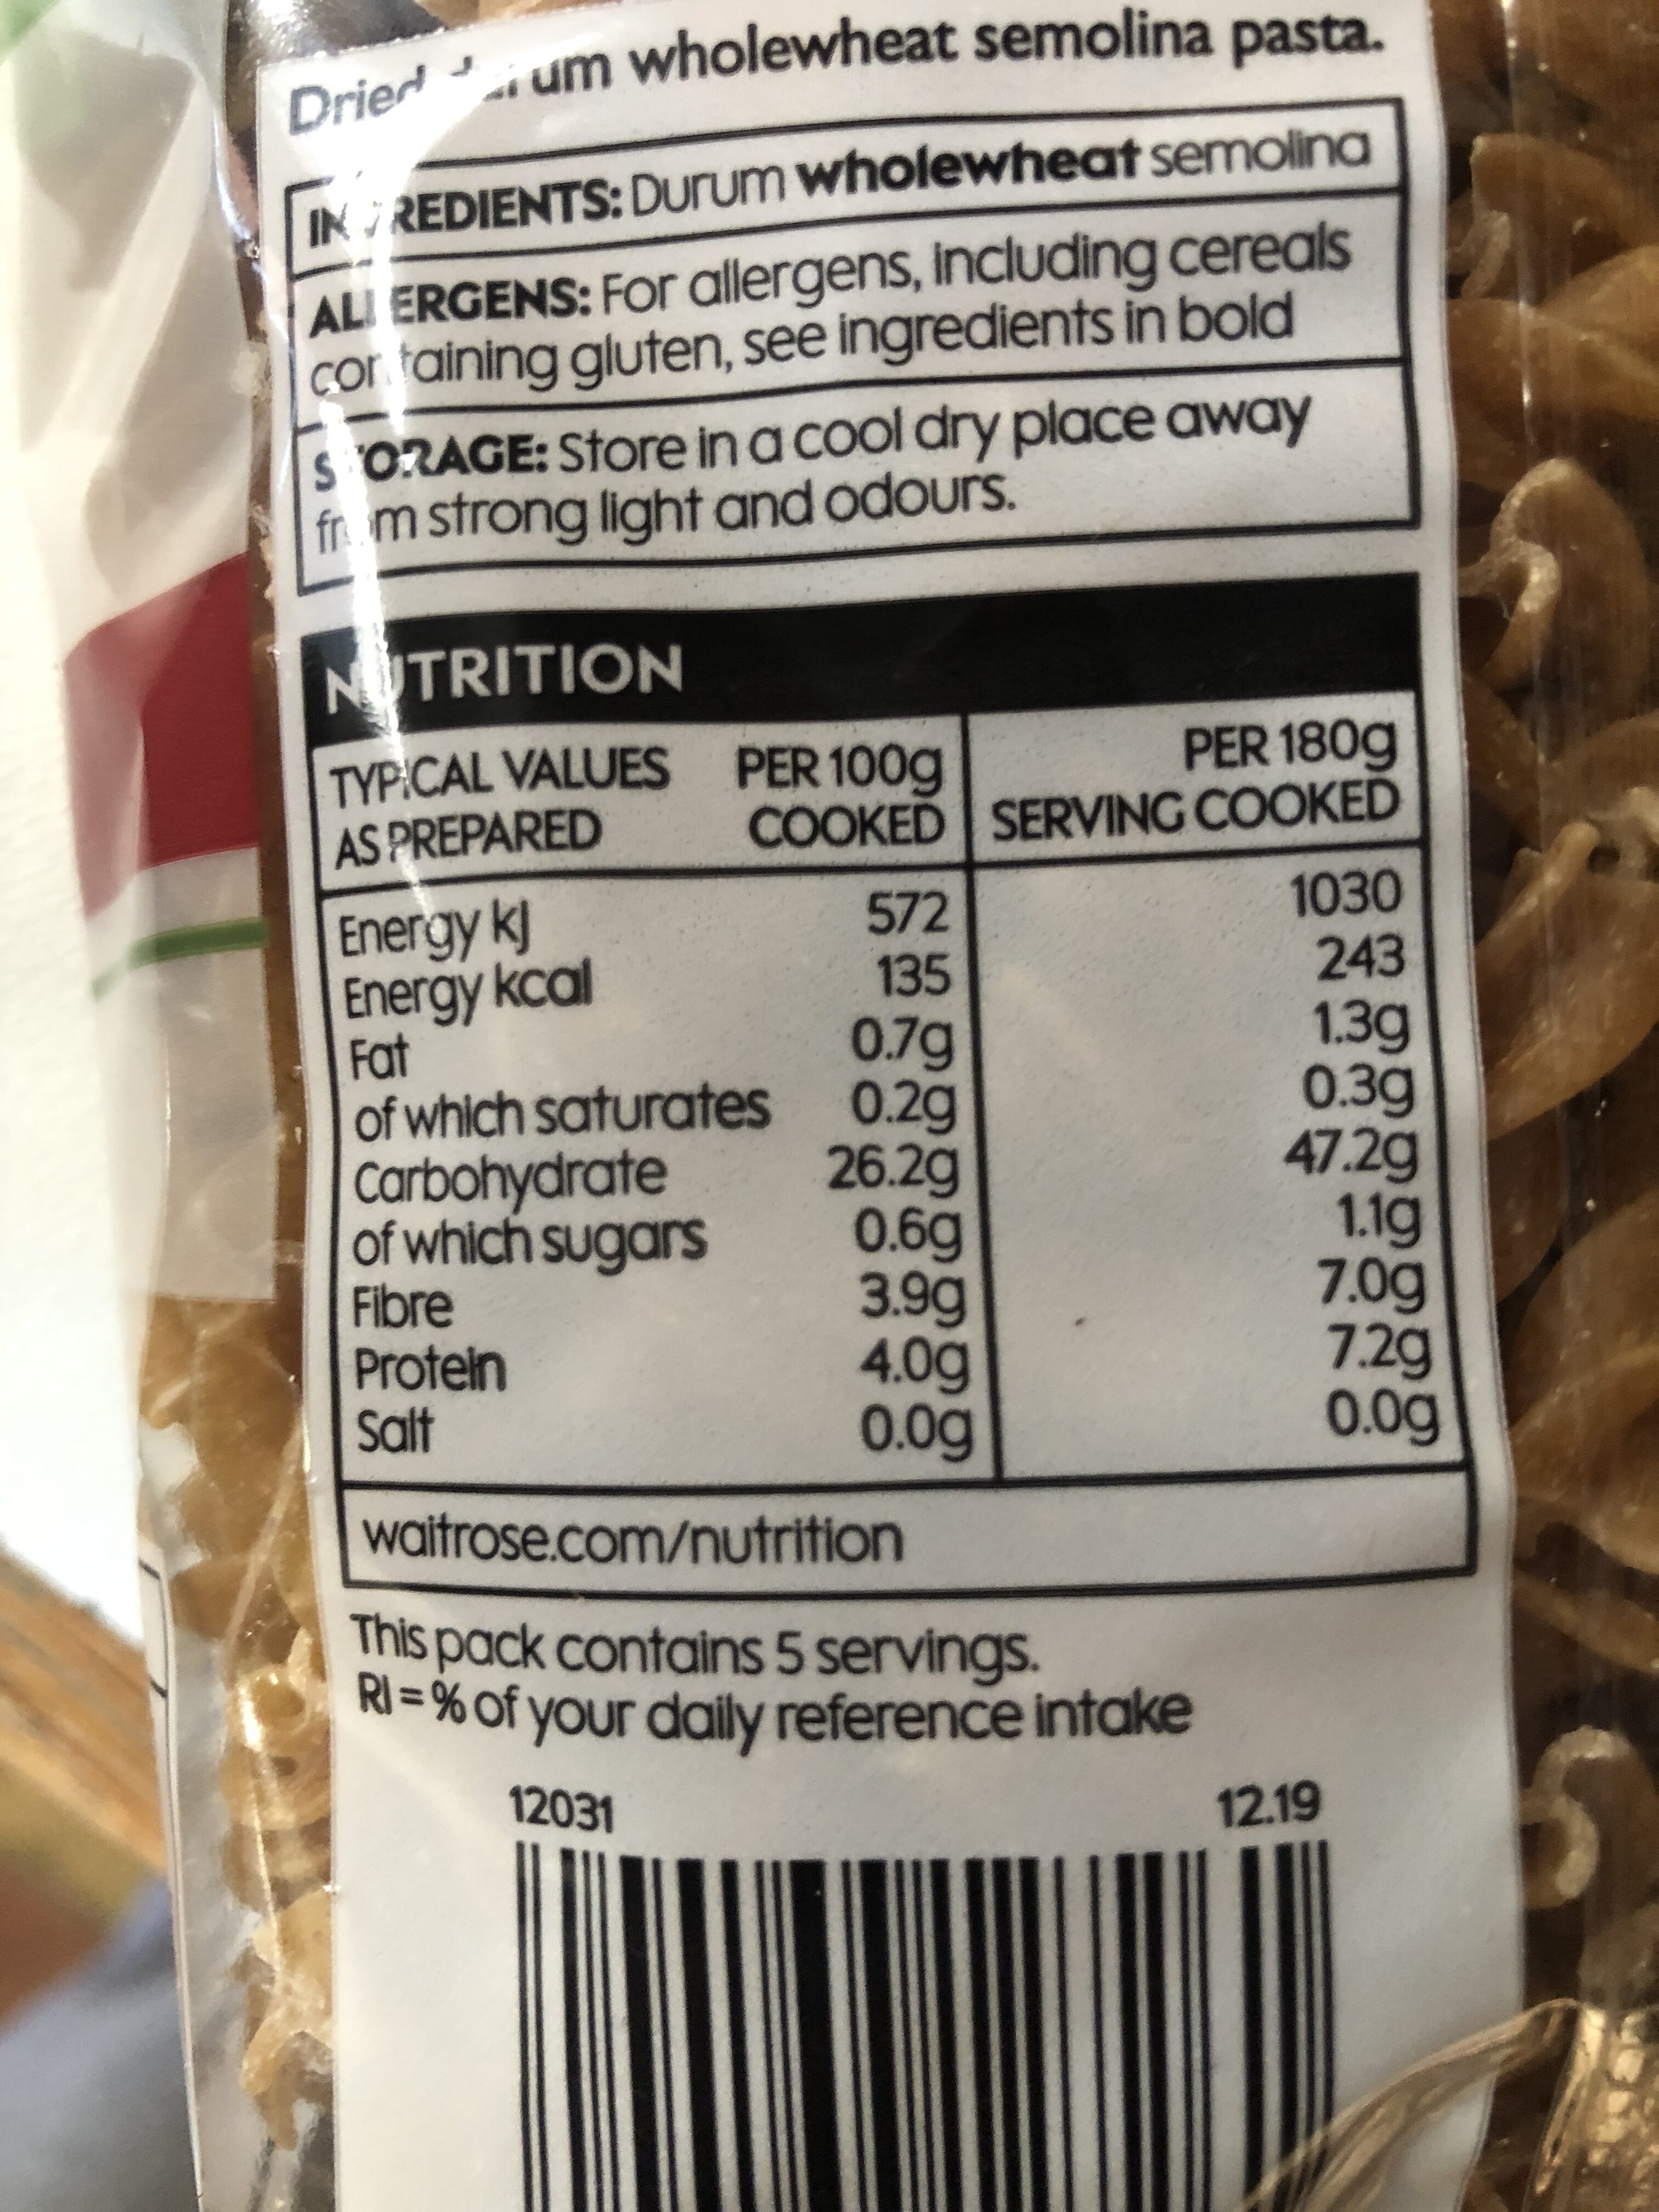 Dried durum wholewheat semolina pasta.
INGREDIENTS: Durum wholewheat semolina
ALLERGENS: For allergens, including cereals
containing gluten, see ingredients in bold
STORAGE: Store in a cool dry place away
from strong light and odours.
NUTRITION
TYPICAL VALUES PER 100g PER 180g
AS PREPARED COOKED SERVING COOKED
Energy kJ 572 1030
Energy kcal 135 243
Fat 0.7g 1.3g
of which saturates 0.2g 0.3g
Carbohydrate 26.2g 47.2g
of which sugars 0.6g 1.1g
Fibre 3.9g 7.0g
Protein 4.0g 7.2g
Salt 0.0g 0.0g
waitrose.com/nutrition
This pack contains 5 servings.
RI = % of your daily reference intake
12031 12.19